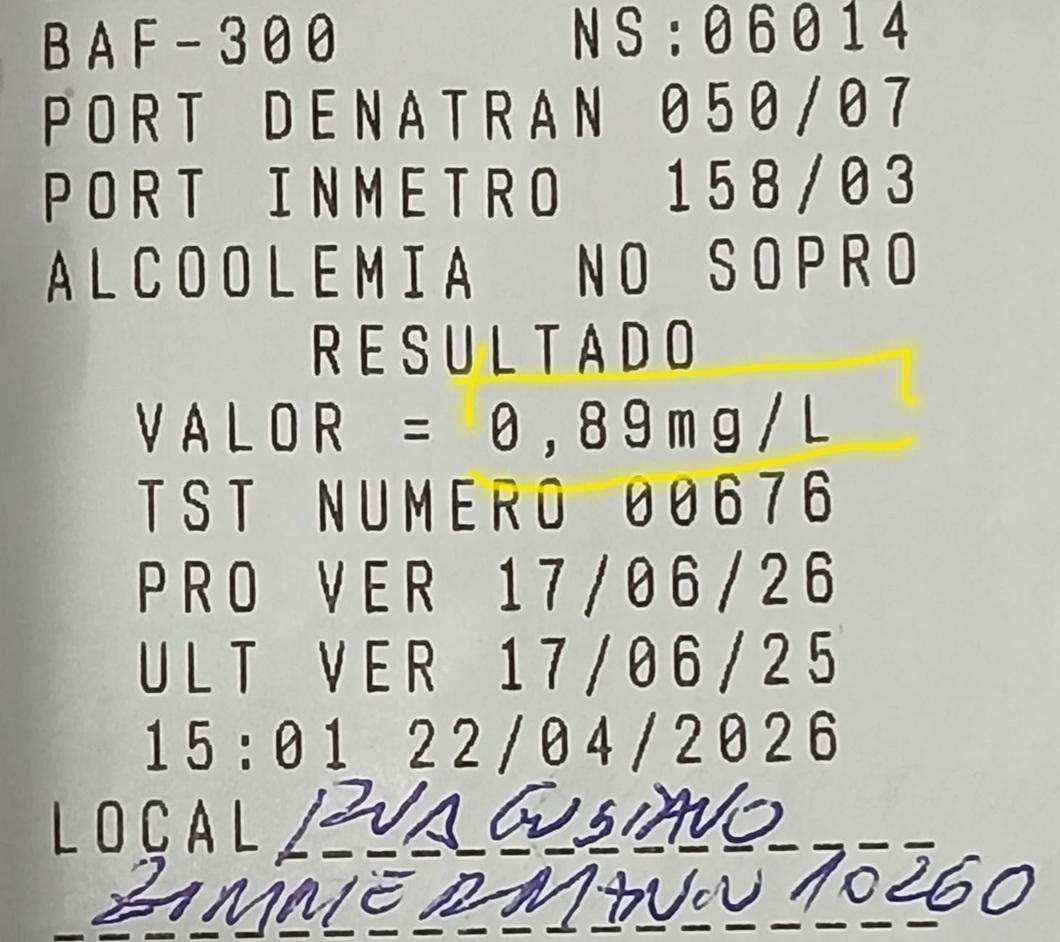 BAF-300 NS:06014
PORT DENATRAN 050/07
PORT INMETRO 158/03
ALCOOLEMIA NO SOPRO
RESULTADO
VALOR = 0,89mg/L
TST NUMERO 00676
PRO VER 17/06/26
ULT VER 17/06/25
15:01 22/04/2026
LOCAL RUA GUSTAVO
ZIMMERMANN 10260